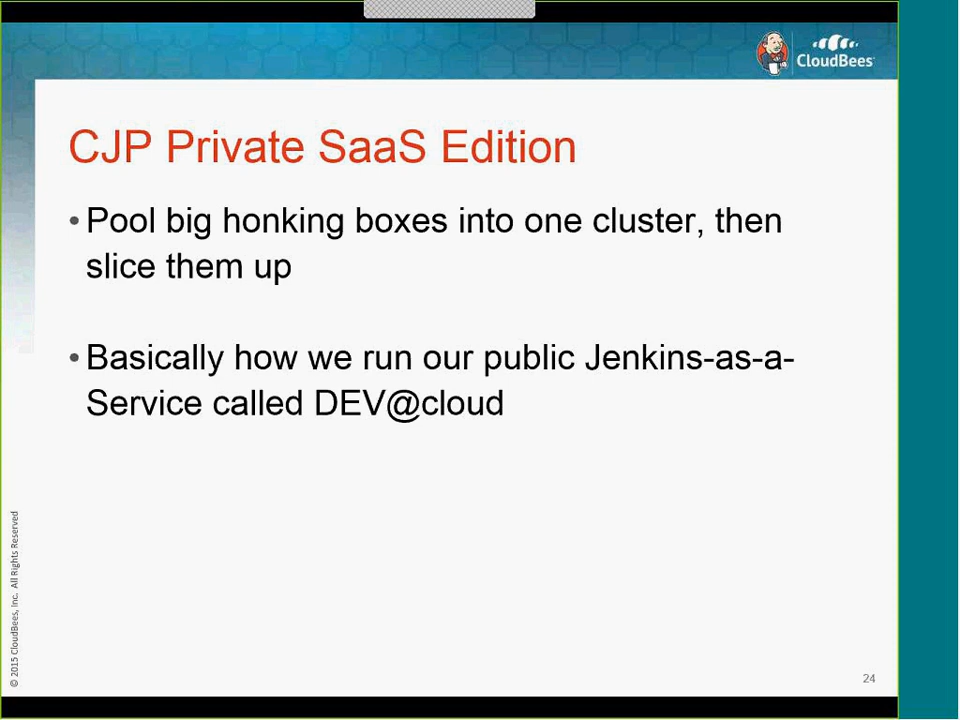 CloudBees
CJP Private SaaS Edition
• Pool big honking boxes into one cluster, then
slice them up
• Basically how we run our public Jenkins-as-a-
Service called DEV@cloud
© 2015 CloudBees, Inc. All Rights Reserved
24